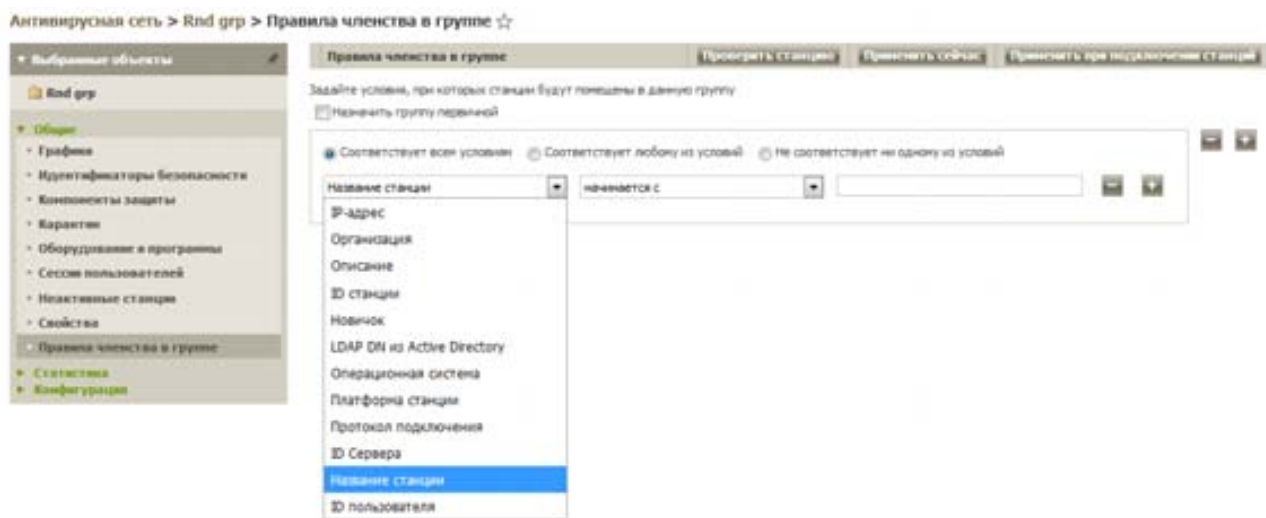 Антивирусная сеть > Rnd grp > Правила членства в группе ☆
Выбранные объекты
Rnd grp
Общие
Графики
Идентификаторы безопасности
Компоненты защиты
Карантин
Оборудование и программы
Сессии пользователей
Неактивные станции
Свойства
Правила членства в группе
Статистика
Конфигурация
Правила членства в группе
Проверить станцию
Применить сейчас
Применять при подключении станций
Задайте условия, при которых станции будут помещены в данную группу
Назначить группу первичной
Соответствует всем условиям Соответствует любому из условий Не соответствует ни одному из условий
Название станции начинается с
IP-адрес
Организация
Описание
ID станции
Новичок
LDAP DN из Active Directory
Операционная система
Платформа станции
Протокол подключения
ID Сервера
Название станции
ID пользователя